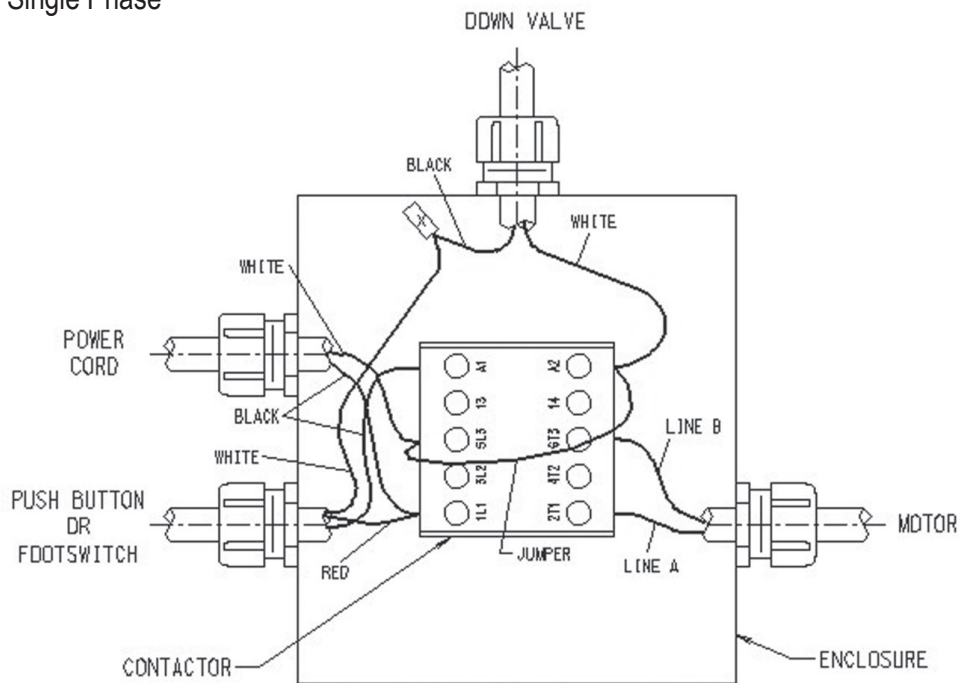 Single Phase
DOWN VALVE
BLACK
WHITE
WHITE
POWER
CORD
BLACK
WHITE
PUSH BUTTON
OR
FOOTSWITCH
RED
A1
13
5L3
3L2
1L1
A2
14
6T3
4T2
2T1
LINE B
LINE A
JUMPER
MOTOR
CONTACTOR
ENCLOSURE